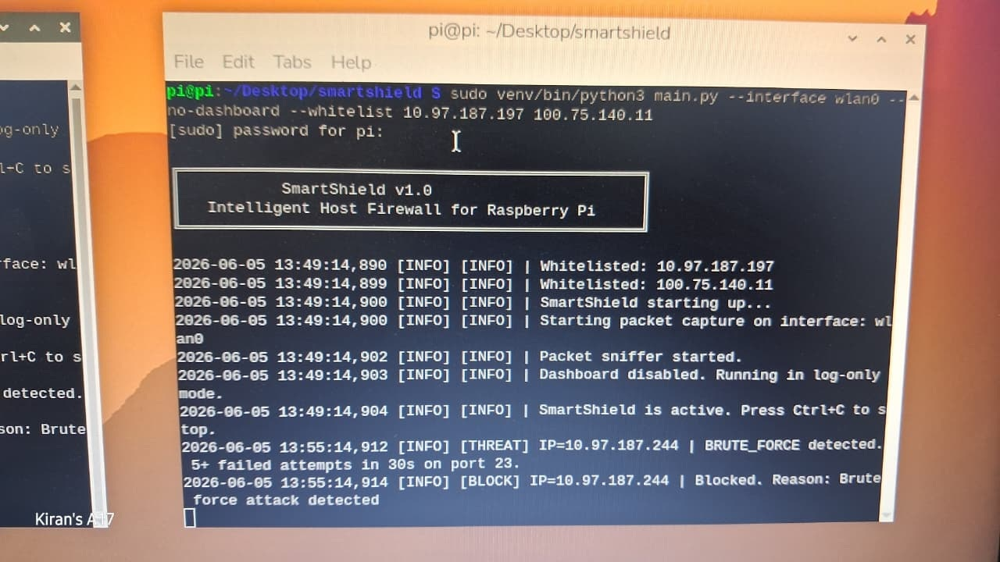 pi@pi: ~/Desktop/smartshield
File Edit Tabs Help
pi@pi:~/Desktop/smartshield $ sudo venv/bin/python3 main.py --interface wlan0 --
no-dashboard --whitelist 10.97.187.197 100.75.140.11
[sudo] password for pi:
SmartShield v1.0
Intelligent Host Firewall for Raspberry Pi
2026-06-05 13:49:14,890 [INFO] [INFO] | Whitelisted: 10.97.187.197
2026-06-05 13:49:14,899 [INFO] [INFO] | Whitelisted: 100.75.140.11
2026-06-05 13:49:14,900 [INFO] [INFO] | SmartShield starting up...
2026-06-05 13:49:14,900 [INFO] [INFO] | Starting packet capture on interface: wl
an0
2026-06-05 13:49:14,902 [INFO] [INFO] | Packet sniffer started.
2026-06-05 13:49:14,903 [INFO] [INFO] | Dashboard disabled. Running in log-only
mode.
2026-06-05 13:49:14,904 [INFO] [INFO] | SmartShield is active. Press Ctrl+C to s
top.
2026-06-05 13:55:14,912 [INFO] [THREAT] IP=10.97.187.244 | BRUTE_FORCE detected.
5+ failed attempts in 30s on port 23.
2026-06-05 13:55:14,914 [INFO] [BLOCK] IP=10.97.187.244 | Blocked. Reason: Brute
force attack detected
og-only
l-C to s
rface: wl
log-only
rl+C to s
detected.
son: Brute
Kiran's A17